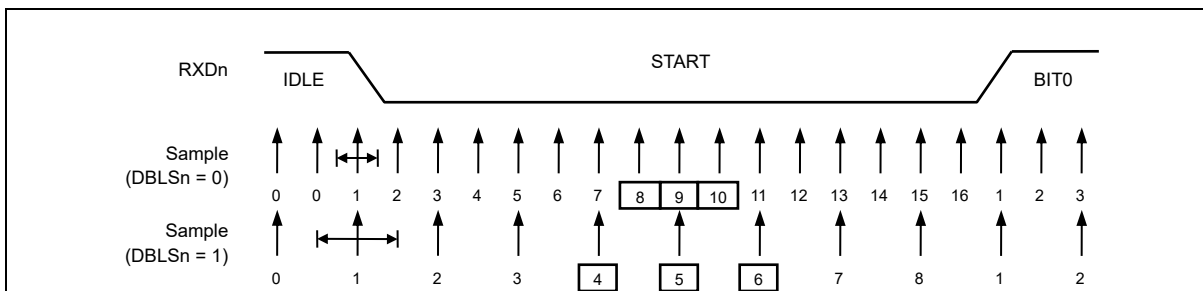 RXDn
IDLE
START
BIT0
Sample
(DBLSn = 0)
0 0 1 2 3 4 5 6 7 8 9 10 11 12 13 14 15 16 1 2 3
Sample
(DBLSn = 1)
0 1 2 3 4 5 6 7 8 1 2